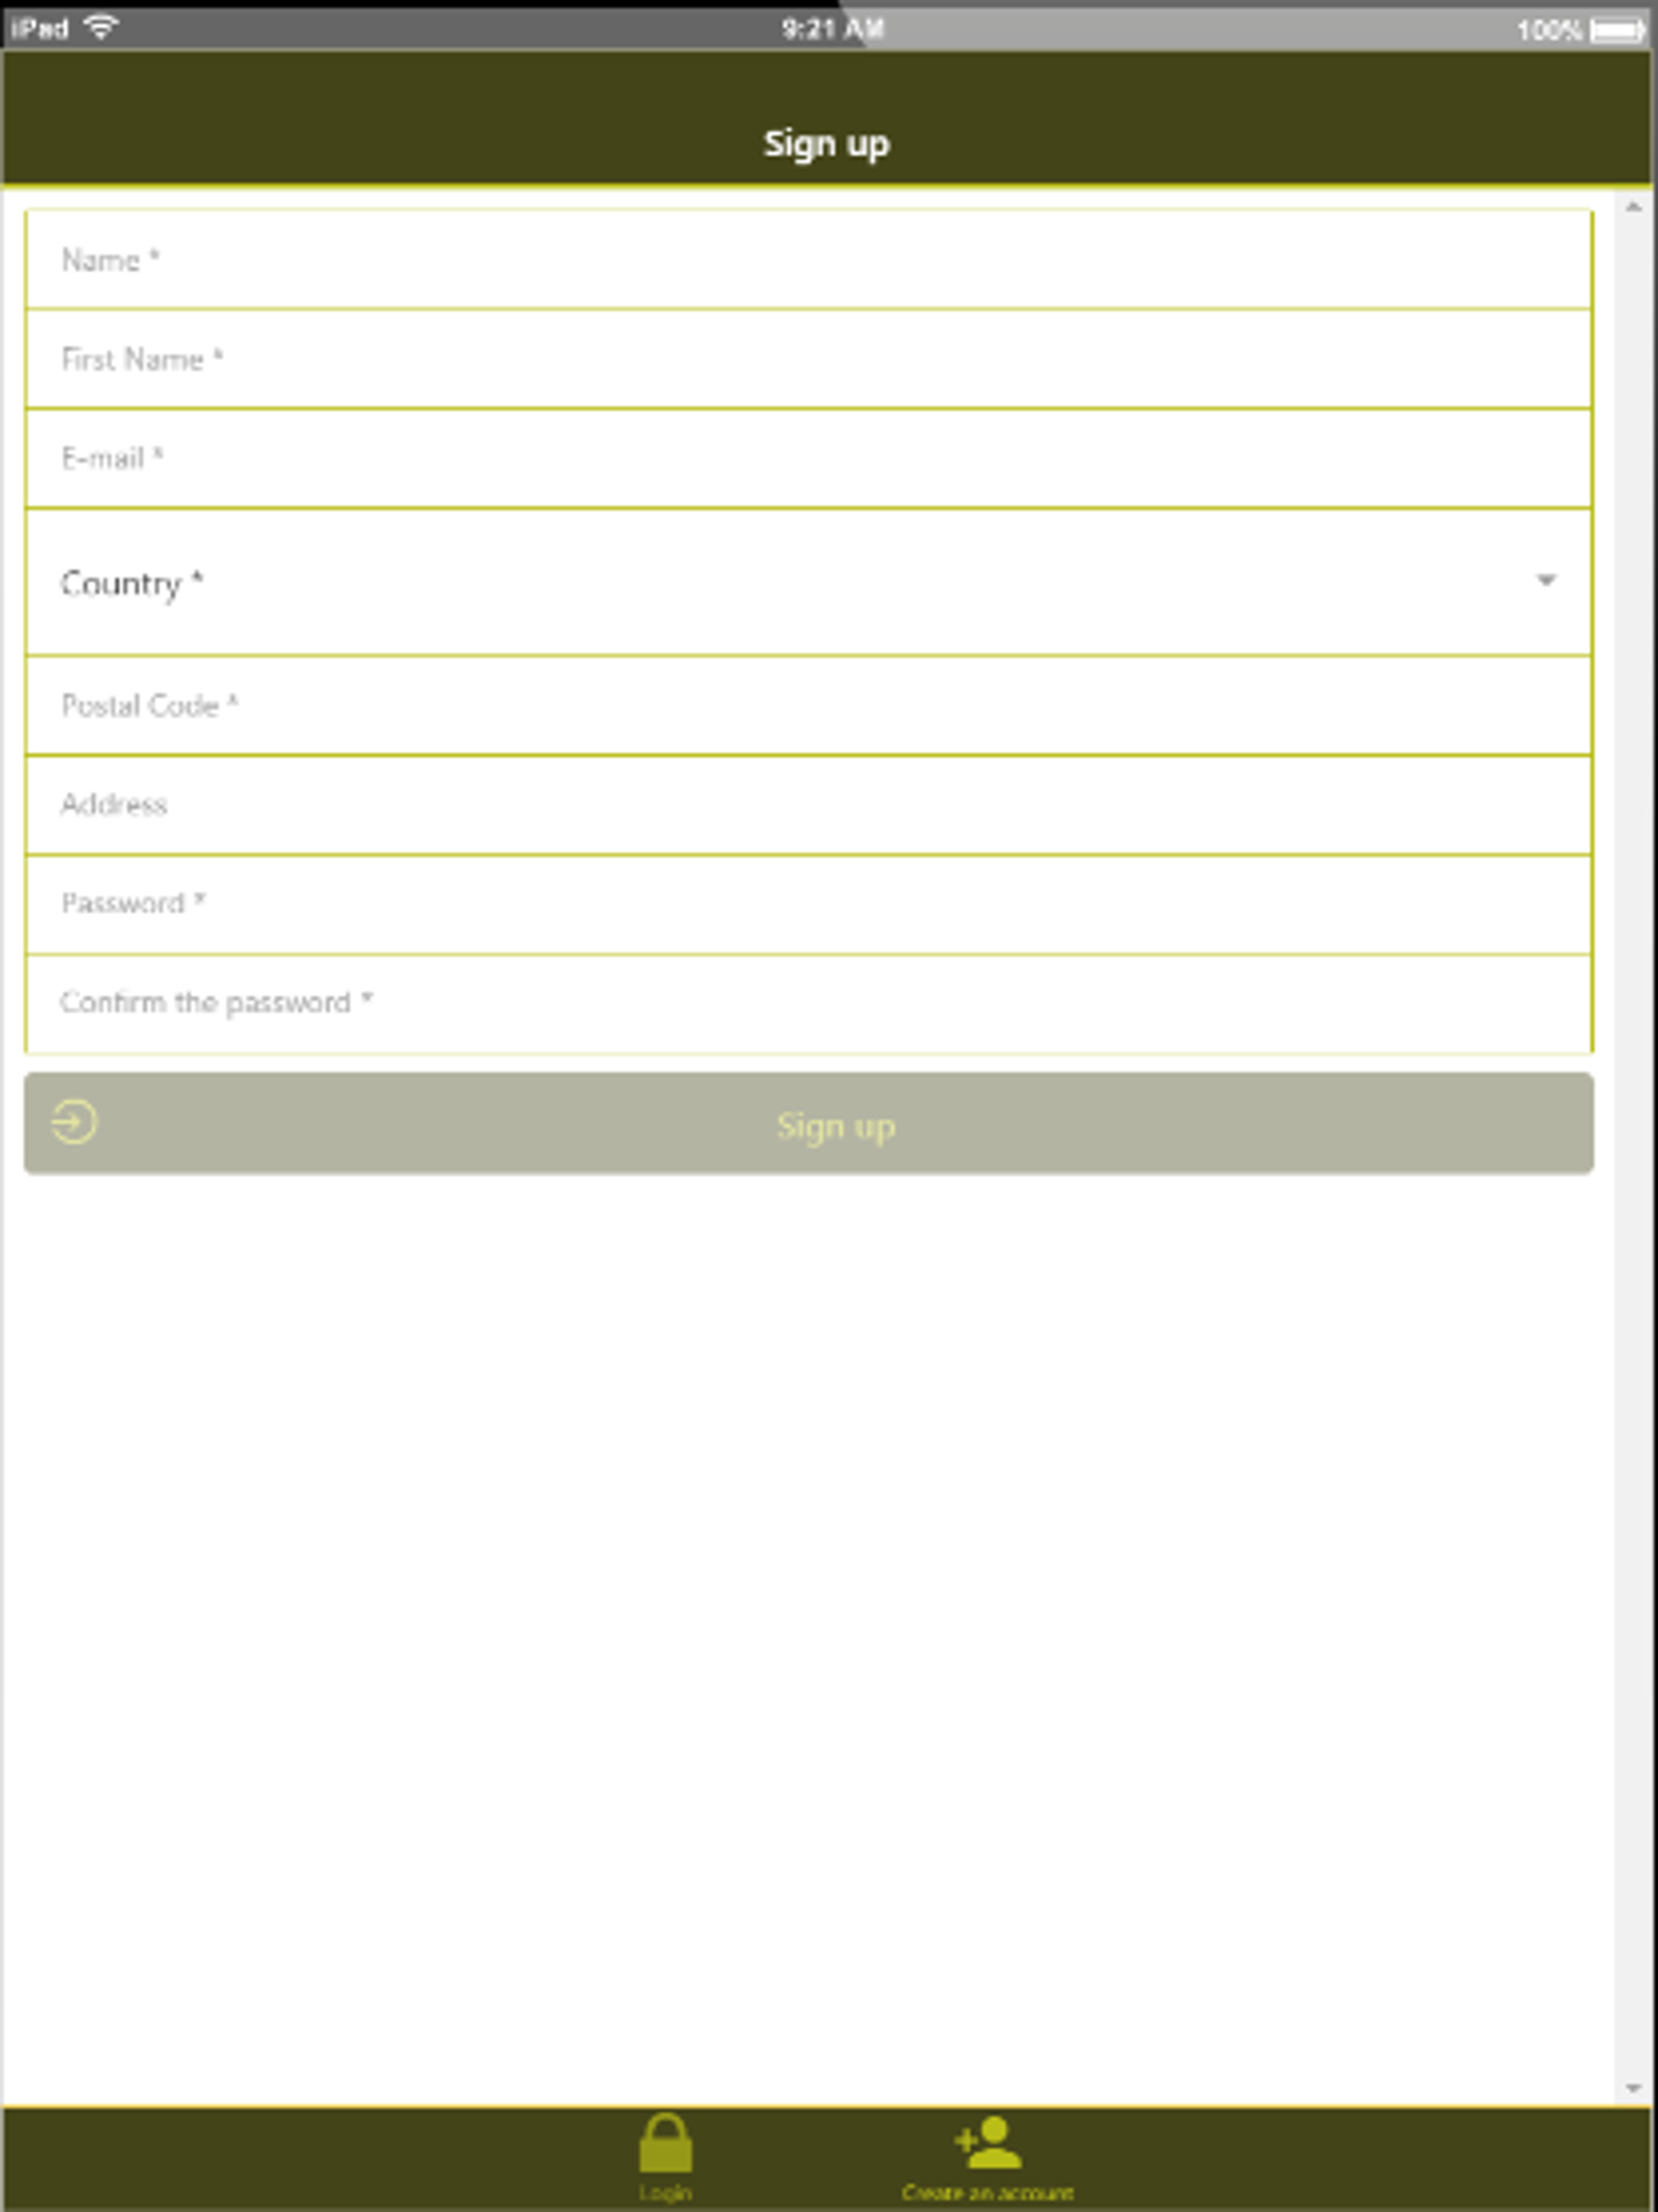 iPad 9:21 AM 100%
Sign up
Name *
First Name *
E-mail *
Country *
Postal Code *
Address
Password *
Confirm the password *
Sign up
Login
Create an account